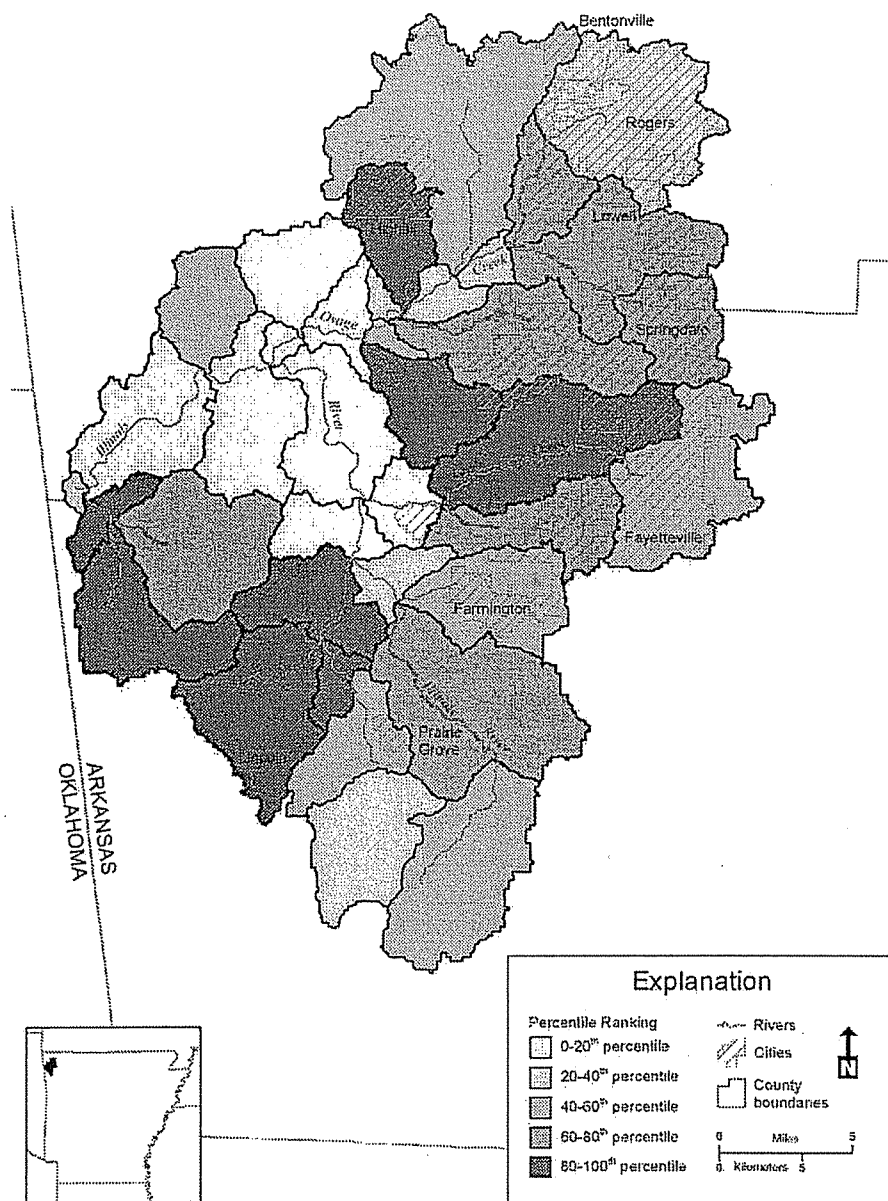 Bentonville
Rogers
Lowell
Creek
Osage
Springdale
River
Illinois
Fayetteville
Farmington
Prairie
Grove
Lincoln
ARKANSAS
OKLAHOMA
Explanation
Percentile Ranking
0-20th percentile
20-40th percentile
40-60th percentile
60-80th percentile
80-100th percentile
Rivers
Cities
County
boundaries
N
0 Miles 5
0 Kilometers 5